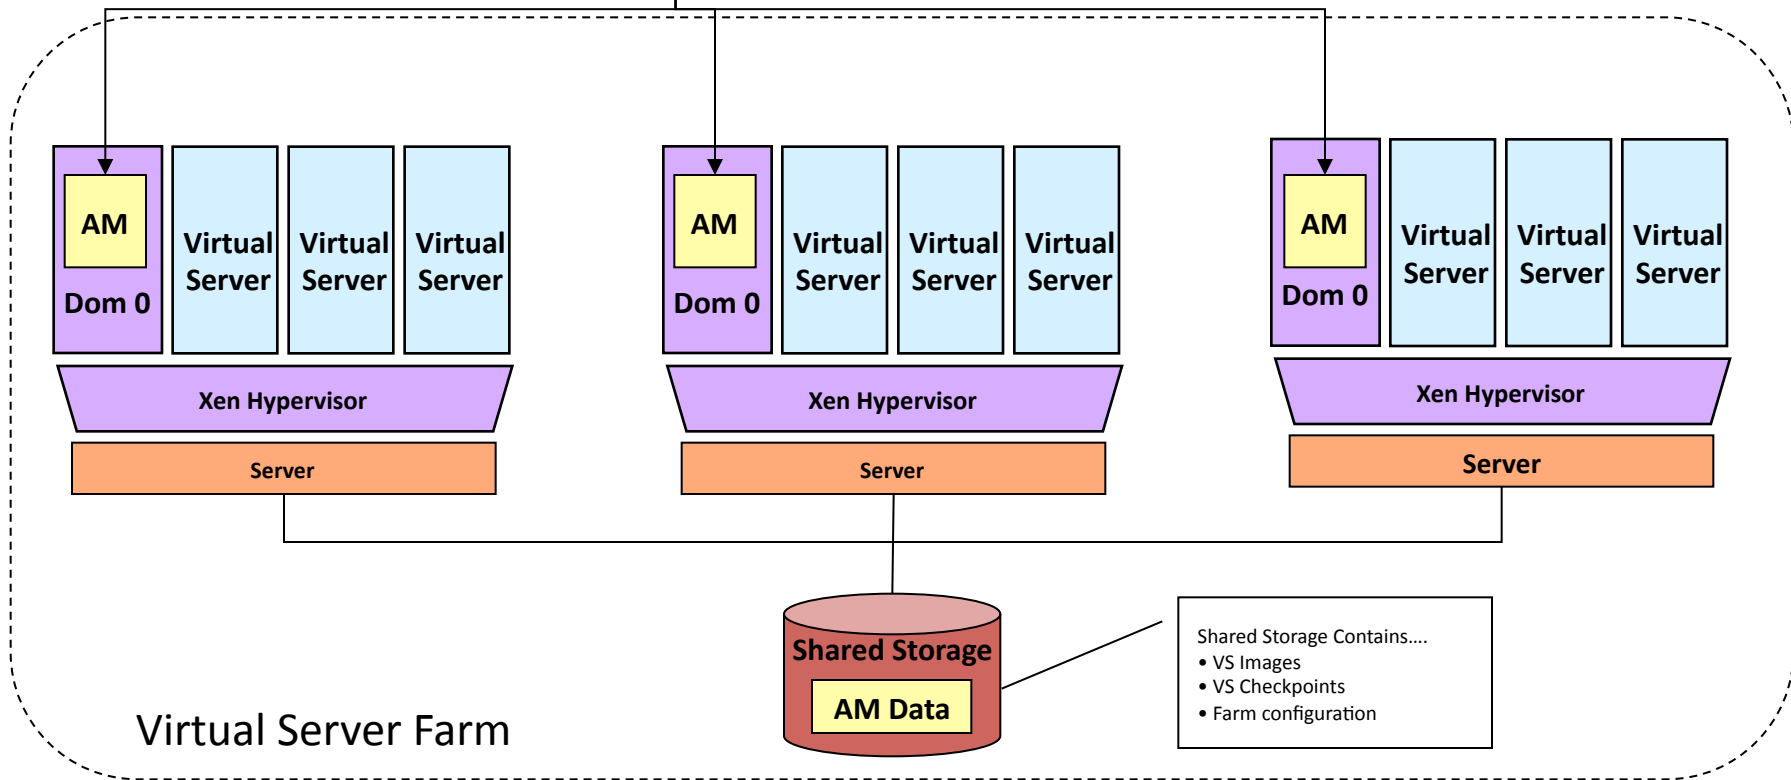 AM
Dom 0
Virtual
Server
Virtual
Server
Virtual
Server
Xen Hypervisor
Server
AM
Dom 0
Virtual
Server
Virtual
Server
Virtual
Server
Xen Hypervisor
Server
AM
Dom 0
Virtual
Server
Virtual
Server
Virtual
Server
Xen Hypervisor
Server
Shared Storage
AM Data
Shared Storage Contains....
• VS Images
• VS Checkpoints
• Farm configuration
Virtual Server Farm